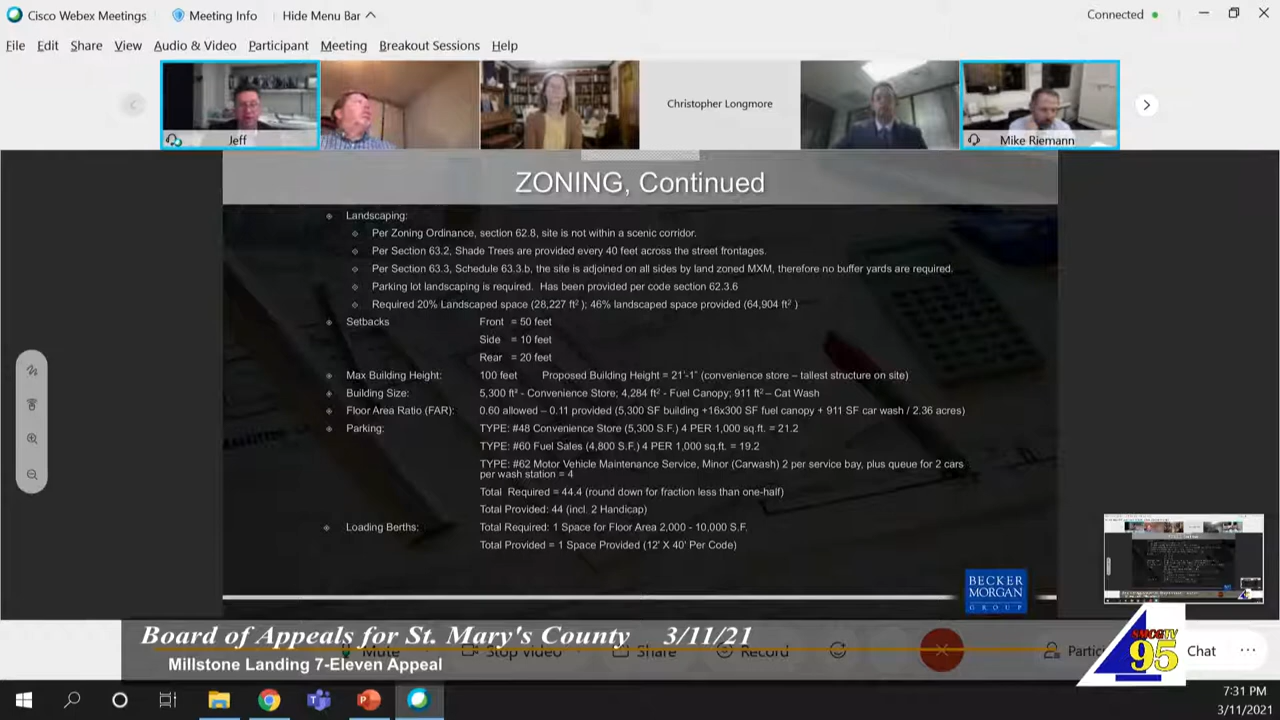 Cisco Webex Meetings
Meeting Info
Hide Menu Bar
Connected
File Edit Share View Audio & Video Participant Meeting Breakout Sessions Help
Jeff
Christopher Longmore
Mike Riemann
ZONING, Continued
Landscaping:
Per Zoning Ordinance, section 62.8, site is not within a scenic corridor.
Per Section 63.2, Shade Trees are provided every 40 feet across the street frontages.
Per Section 63.3, Schedule 63.3.b, the site is adjoined on all sides by land zoned MXM, therefore no buffer yards are required.
Parking lot landscaping is required. Has been provided per code section 62.3.6
Required 20% Landscaped space (28,227 ft²); 46% landscaped space provided (64,904 ft²)
Setbacks Front = 50 feet
Side = 10 feet
Rear = 20 feet
Max Building Height: 100 feet Proposed Building Height = 21'-1" (convenience store – tallest structure on site)
Building Size: 5,300 ft² - Convenience Store; 4,284 ft² - Fuel Canopy; 911 ft² – Cat Wash
Floor Area Ratio (FAR): 0.60 allowed – 0.11 provided (5,300 SF building +16x300 SF fuel canopy + 911 SF car wash / 2.36 acres)
Parking: TYPE: #48 Convenience Store (5,300 S.F.) 4 PER 1,000 sq.ft. = 21.2
TYPE: #60 Fuel Sales (4,800 S.F.) 4 PER 1,000 sq.ft. = 19.2
TYPE: #62 Motor Vehicle Maintenance Service, Minor (Carwash) 2 per service bay, plus queue for 2 cars
per wash station = 4
Total Required = 44.4 (round down for fraction less than one-half)
Total Provided: 44 (incl. 2 Handicap)
Loading Berths: Total Required: 1 Space for Floor Area 2,000 - 10,000 S.F.
Total Provided = 1 Space Provided (12' X 40' Per Code)
BECKER
MORGAN
GROUP
Board of Appeals for St. Mary's County 3/11/21
Millstone Landing 7-Eleven Appeal
Mute Stop video Share Record Partici Chat
SMCGTV
95
7:31 PM
3/11/2021